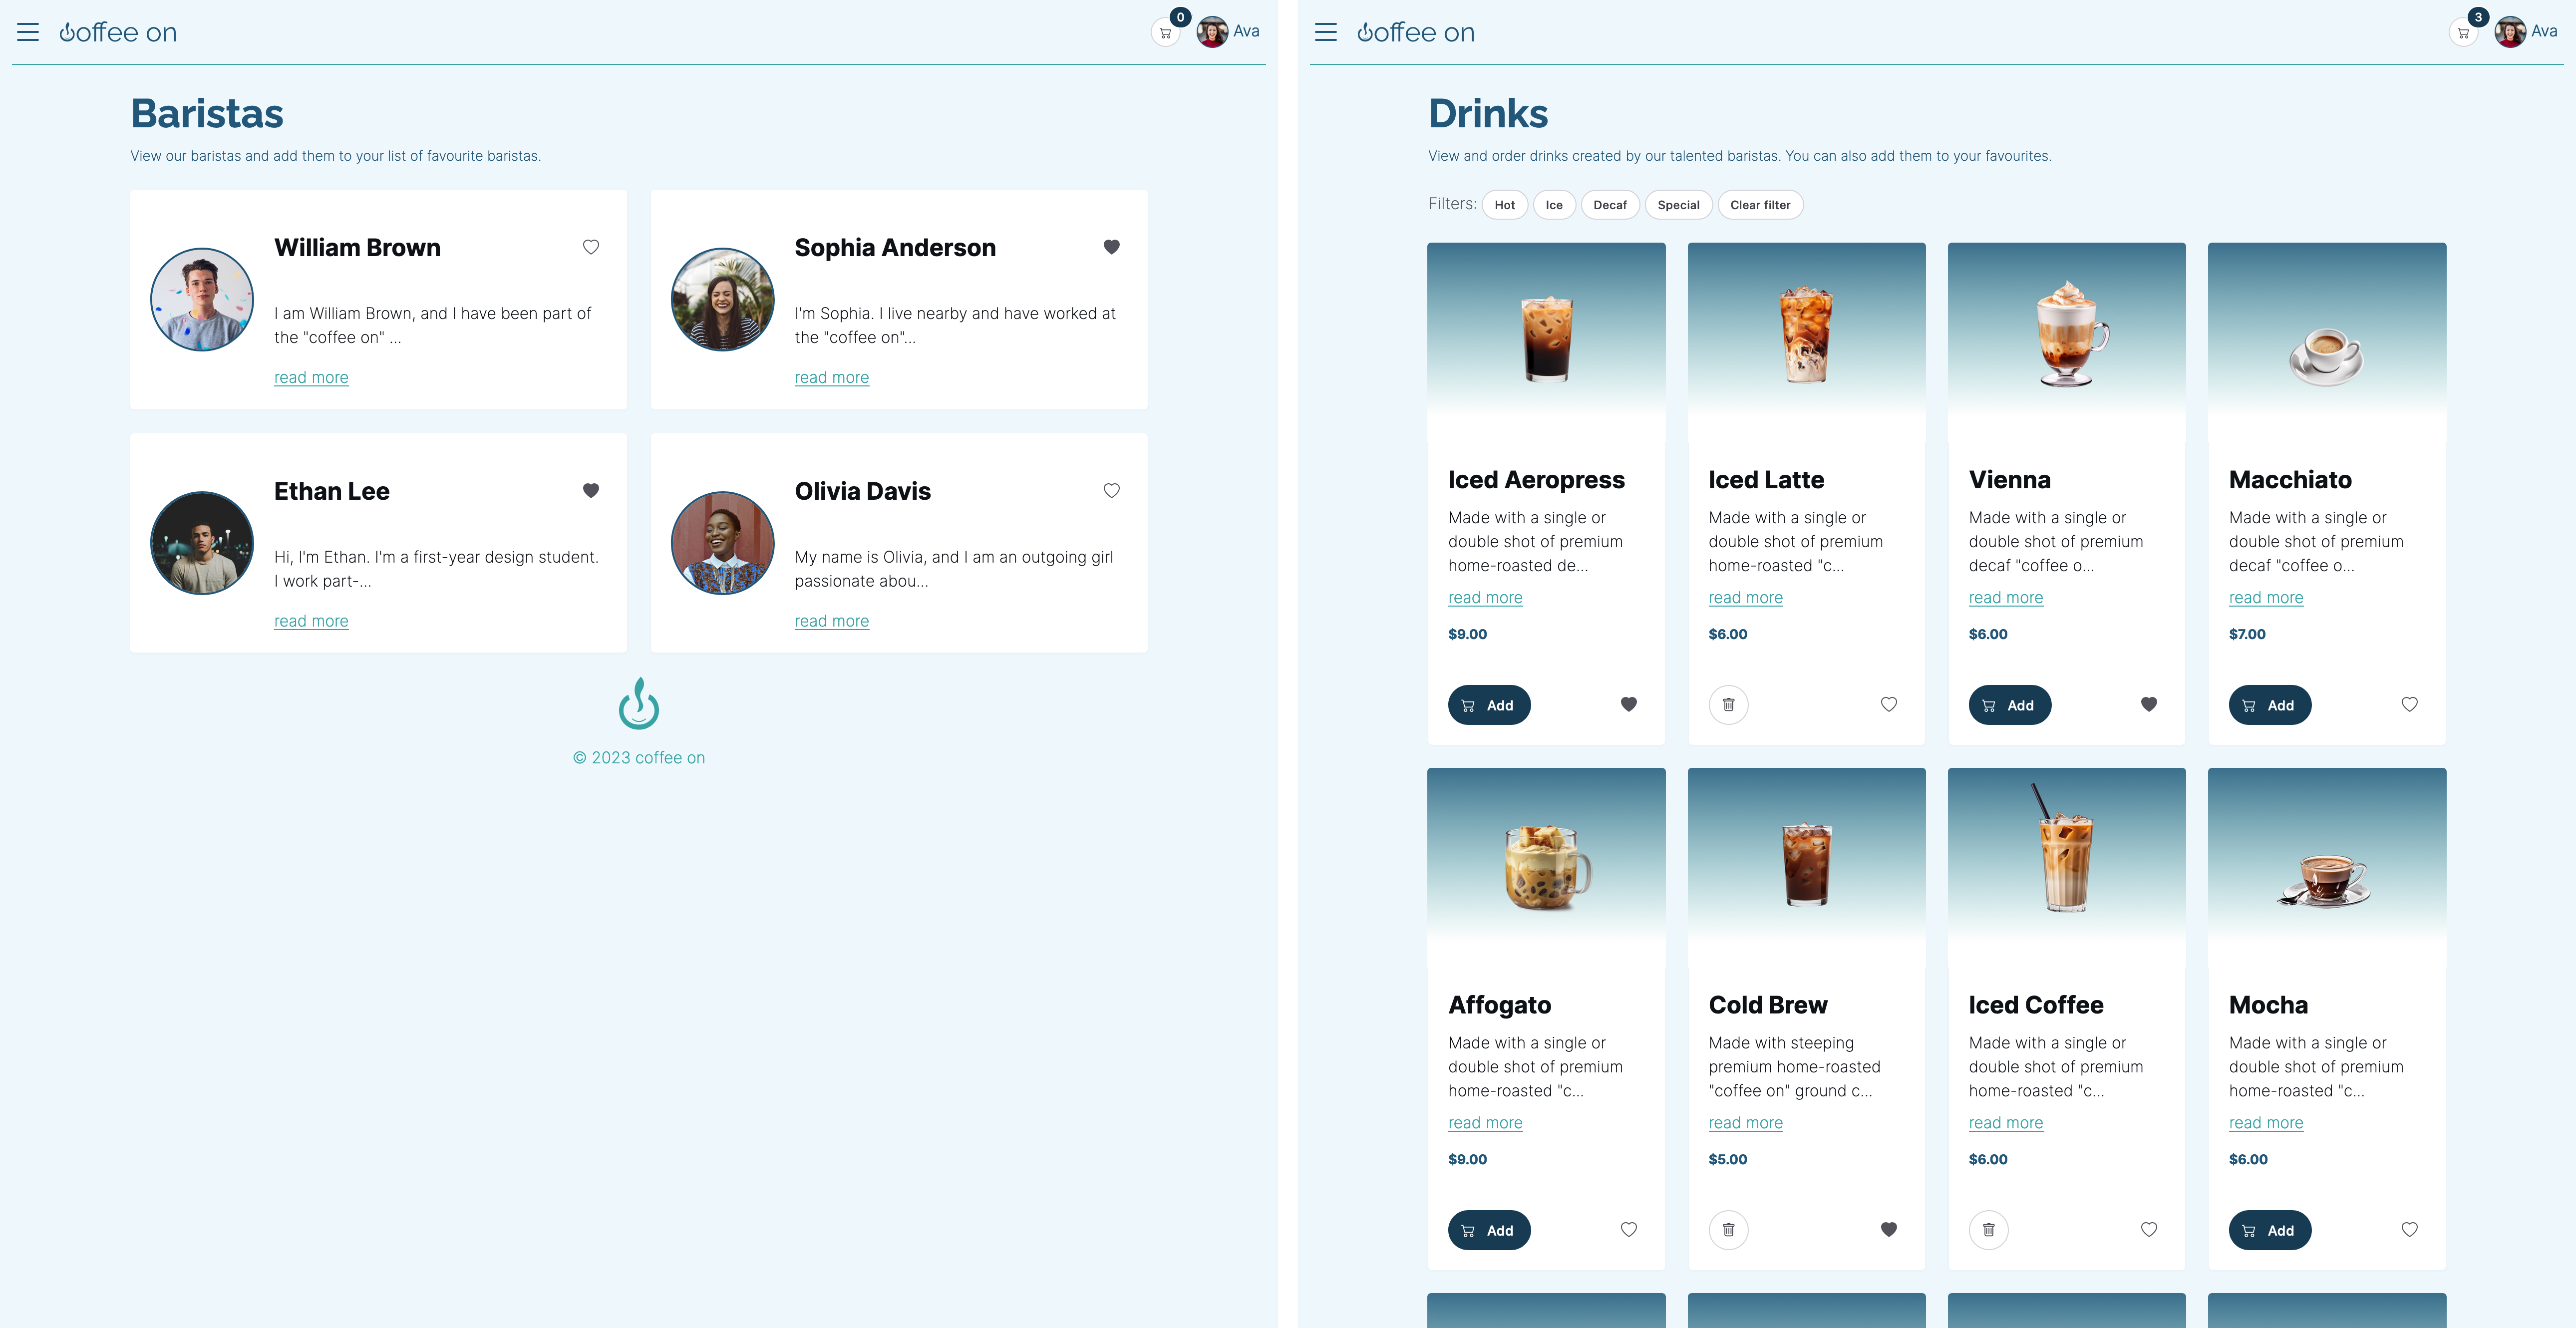 coffee on
0
Ava
Baristas
View our baristas and add them to your list of favourite baristas.
William Brown
I am William Brown, and I have been part of
the "coffee on" ...
read more
Sophia Anderson
I'm Sophia. I live nearby and have worked at
the "coffee on"...
read more
Ethan Lee
Hi, I'm Ethan. I'm a first-year design student.
I work part-...
read more
Olivia Davis
My name is Olivia, and I am an outgoing girl
passionate abou...
read more
© 2023 coffee on
coffee on
3
Ava
Drinks
View and order drinks created by our talented baristas. You can also add them to your favourites.
Filters: Hot Ice Decaf Special Clear filter
Iced Aeropress
Made with a single or
double shot of premium
home-roasted de...
read more
$9.00
Add
Iced Latte
Made with a single or
double shot of premium
home-roasted "c...
read more
$6.00
Vienna
Made with a single or
double shot of premium
decaf "coffee o...
read more
$6.00
Add
Macchiato
Made with a single or
double shot of premium
decaf "coffee o...
read more
$7.00
Add
Affogato
Made with a single or
double shot of premium
home-roasted "c...
read more
$9.00
Add
Cold Brew
Made with steeping
premium home-roasted
"coffee on" ground c...
read more
$5.00
Iced Coffee
Made with a single or
double shot of premium
home-roasted "c...
read more
$6.00
Mocha
Made with a single or
double shot of premium
home-roasted "c...
read more
$6.00
Add